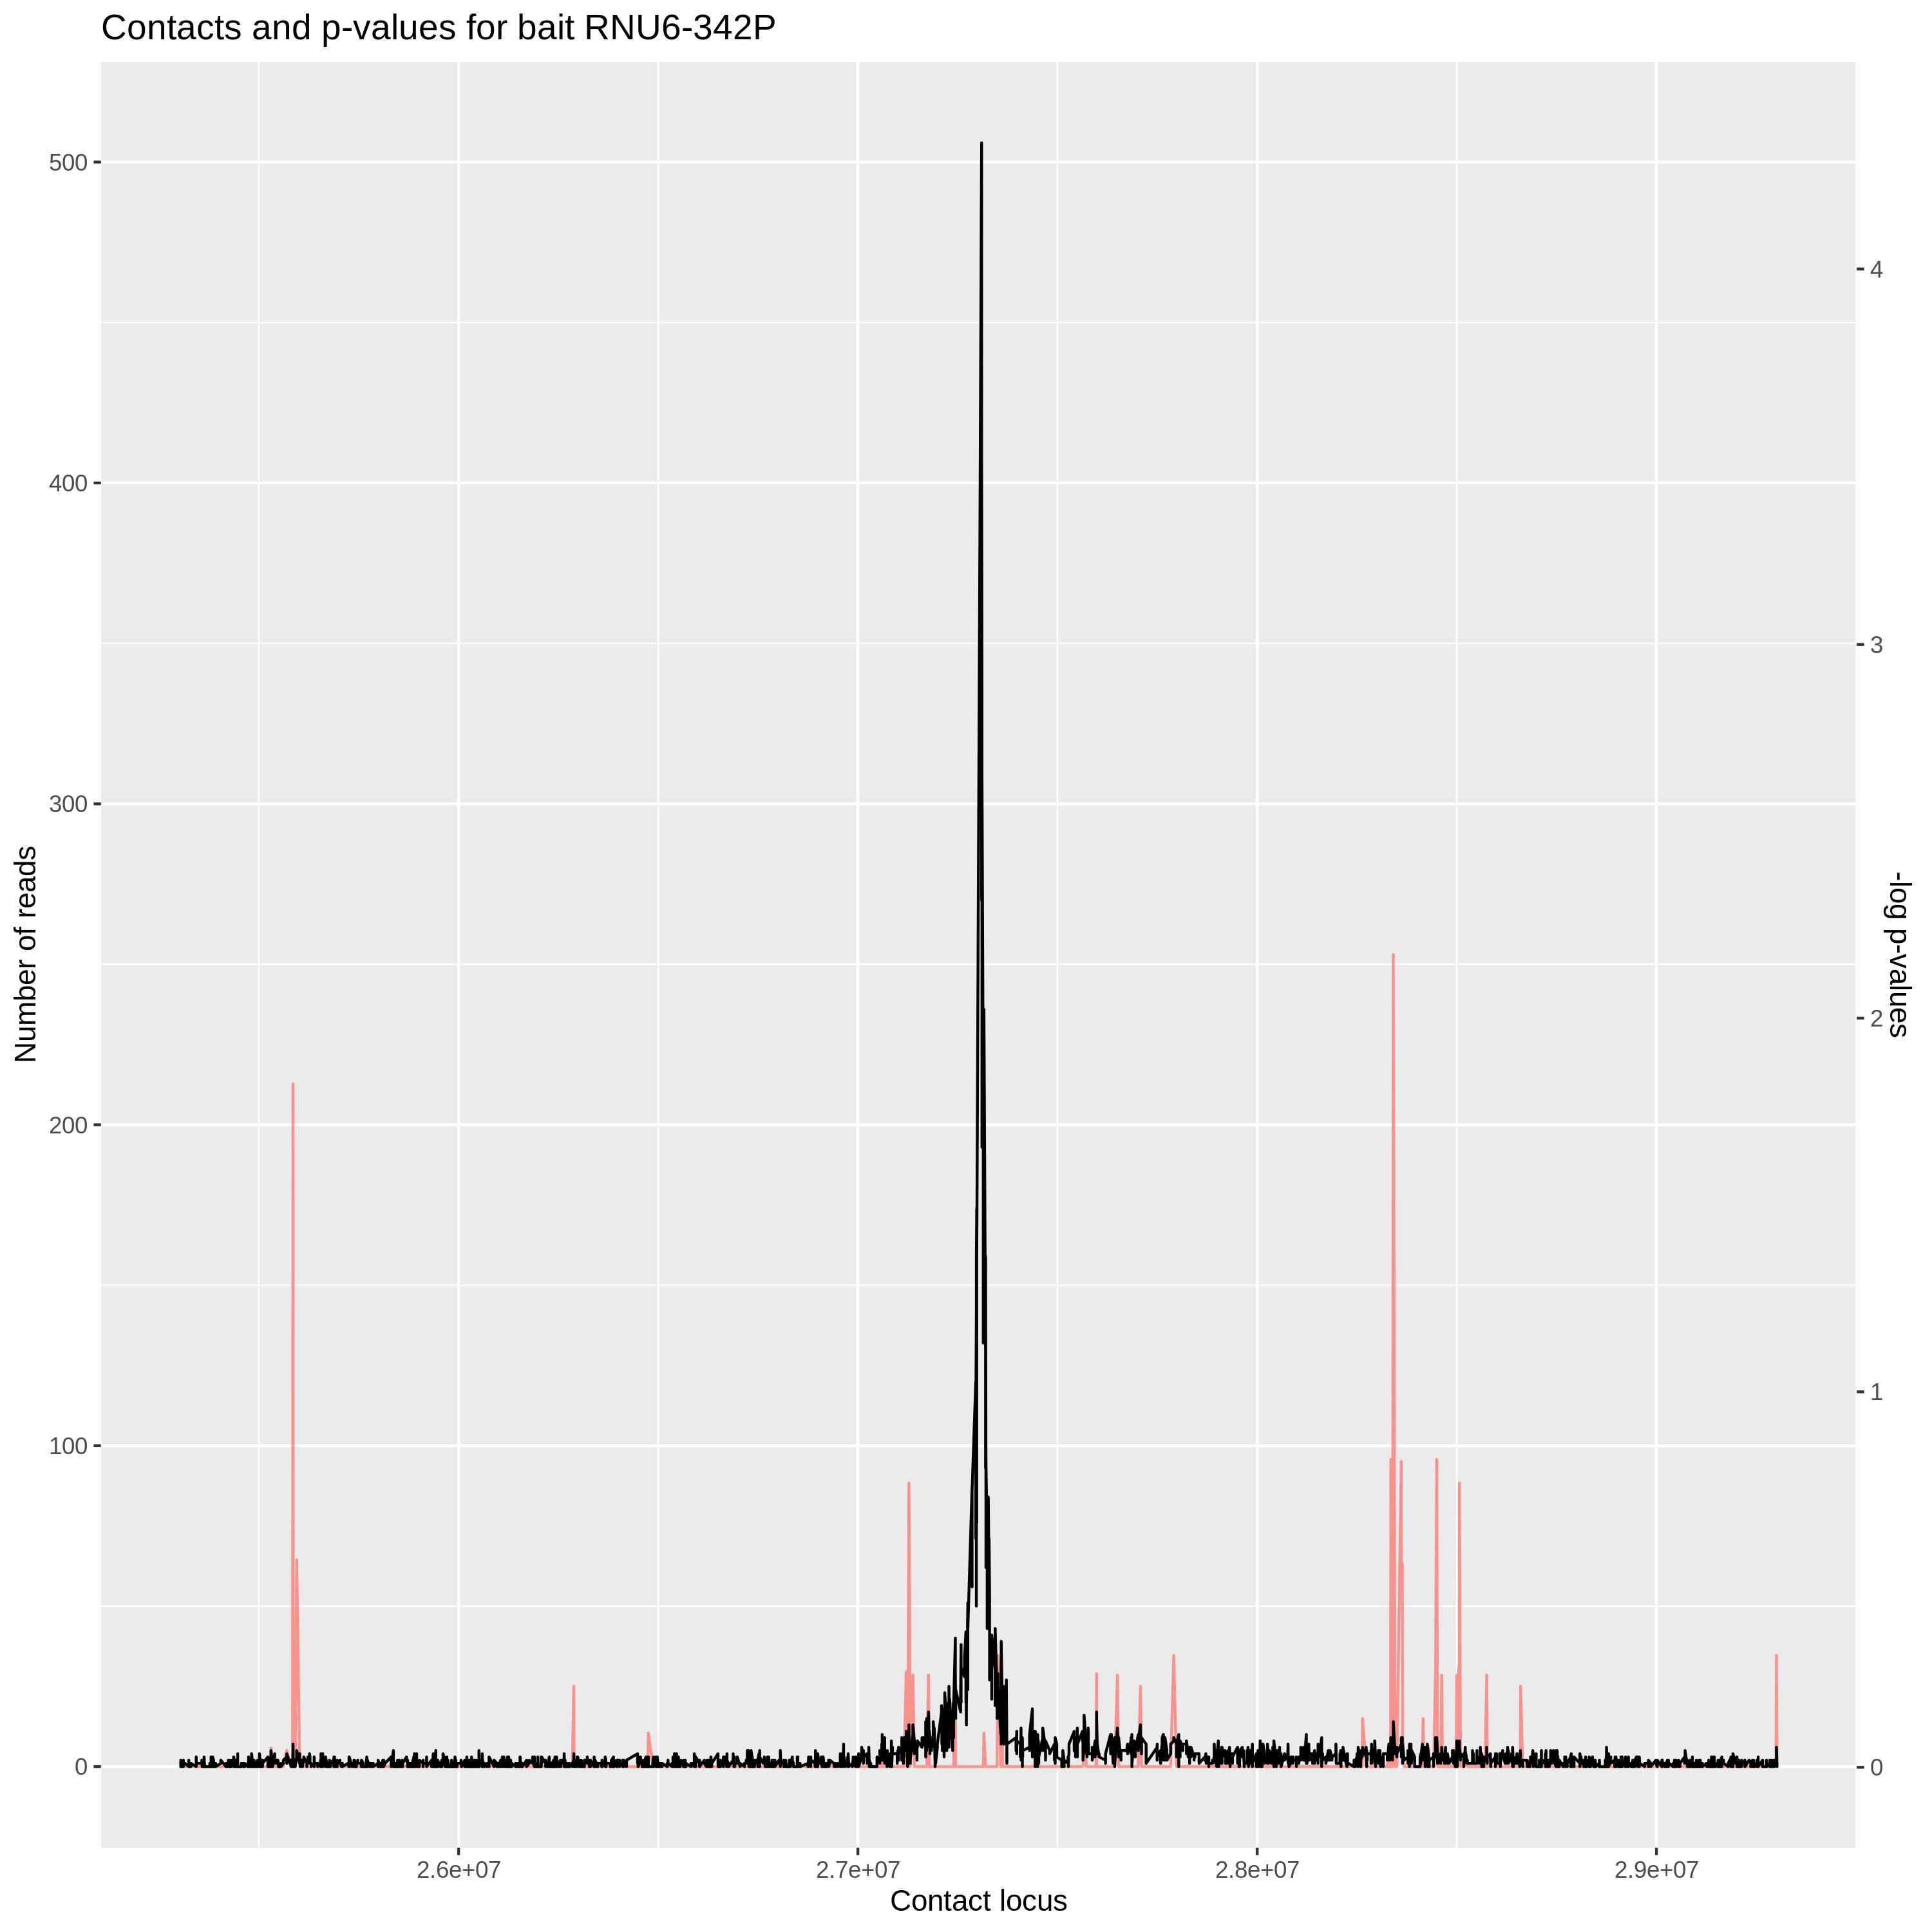 Contacts and p-values for bait RNU6-342P
500
400
300
200
100
0
Number of reads
4
3
2
1
0
-log p-values
2.6e+07
2.7e+07
2.8e+07
2.9e+07
Contact locus